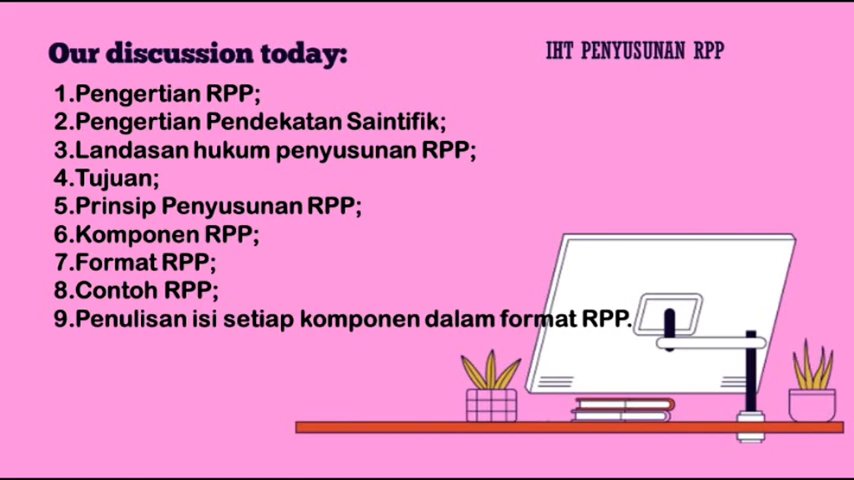 Our discussion today:
IHT PENYUSUNAN RPP
1.Pengertian RPP;
2.Pengertian Pendekatan Saintifik;
3.Landasan hukum penyusunan RPP;
4.Tujuan;
5.Prinsip Penyusunan RPP;
6.Komponen RPP;
7.Format RPP;
8.Contoh RPP;
9.Penulisan isi setiap komponen dalam format RPP.